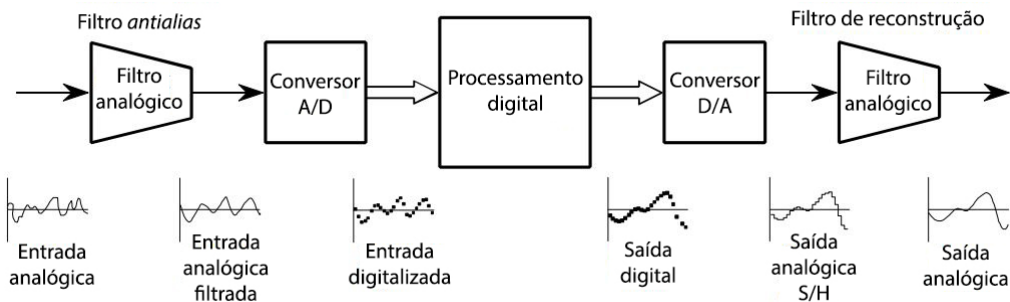 Filtro antialias
Filtro de reconstrução
Filtro
analógico
Conversor
A/D
Processamento
digital
Conversor
D/A
Filtro
analógico
Entrada
analógica
Entrada
analógica
filtrada
Entrada
digitalizada
Saída
digital
Saída
analógica
S/H
Saída
analógica